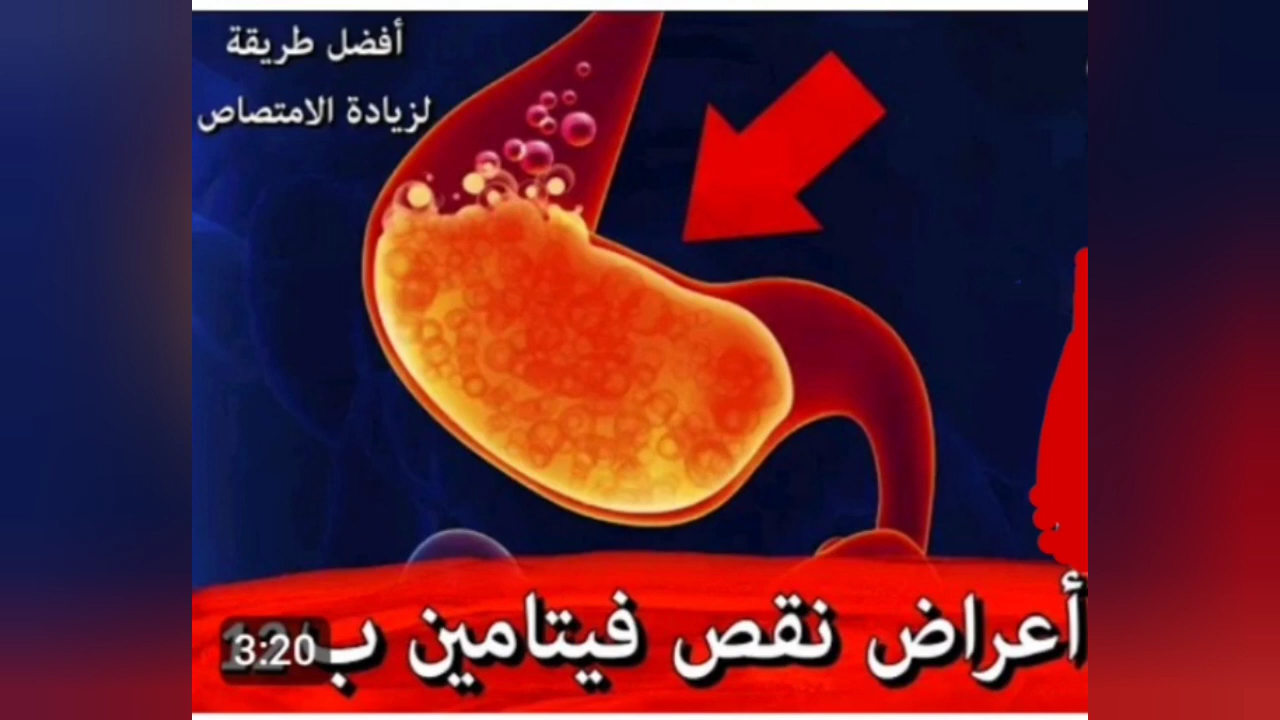 أفضل طريقة
لزيادة الامتصاص
أعراض نقص فيتامين ب
3:20